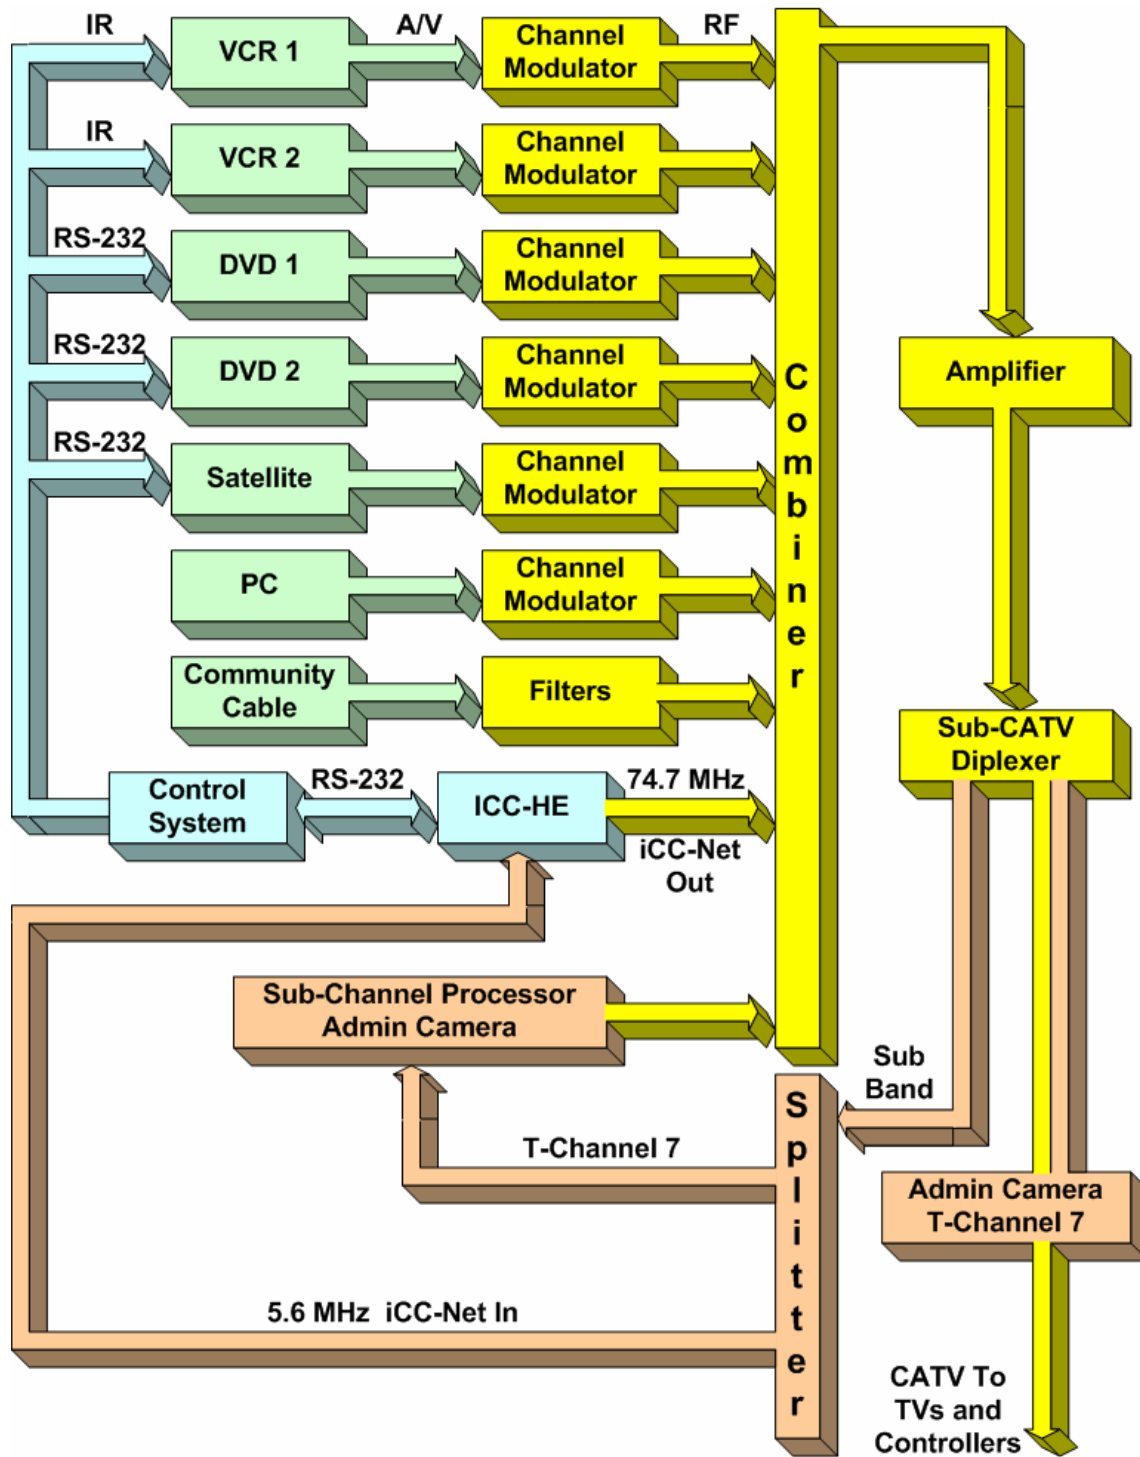 IR
A/V
RF
VCR 1
Channel
Modulator
IR
VCR 2
Channel
Modulator
RS-232
DVD 1
Channel
Modulator
RS-232
DVD 2
Channel
Modulator
Combiner
Amplifier
RS-232
Satellite
Channel
Modulator
PC
Channel
Modulator
Community
Cable
Filters
Sub-CATV
Diplexer
Control
System
RS-232
ICC-HE
74.7 MHz
iCC-Net
Out
Sub-Channel Processor
Admin Camera
Sub
Band
Splitter
T-Channel 7
Admin Camera
T-Channel 7
5.6 MHz iCC-Net In
CATV To
TVs and
Controllers